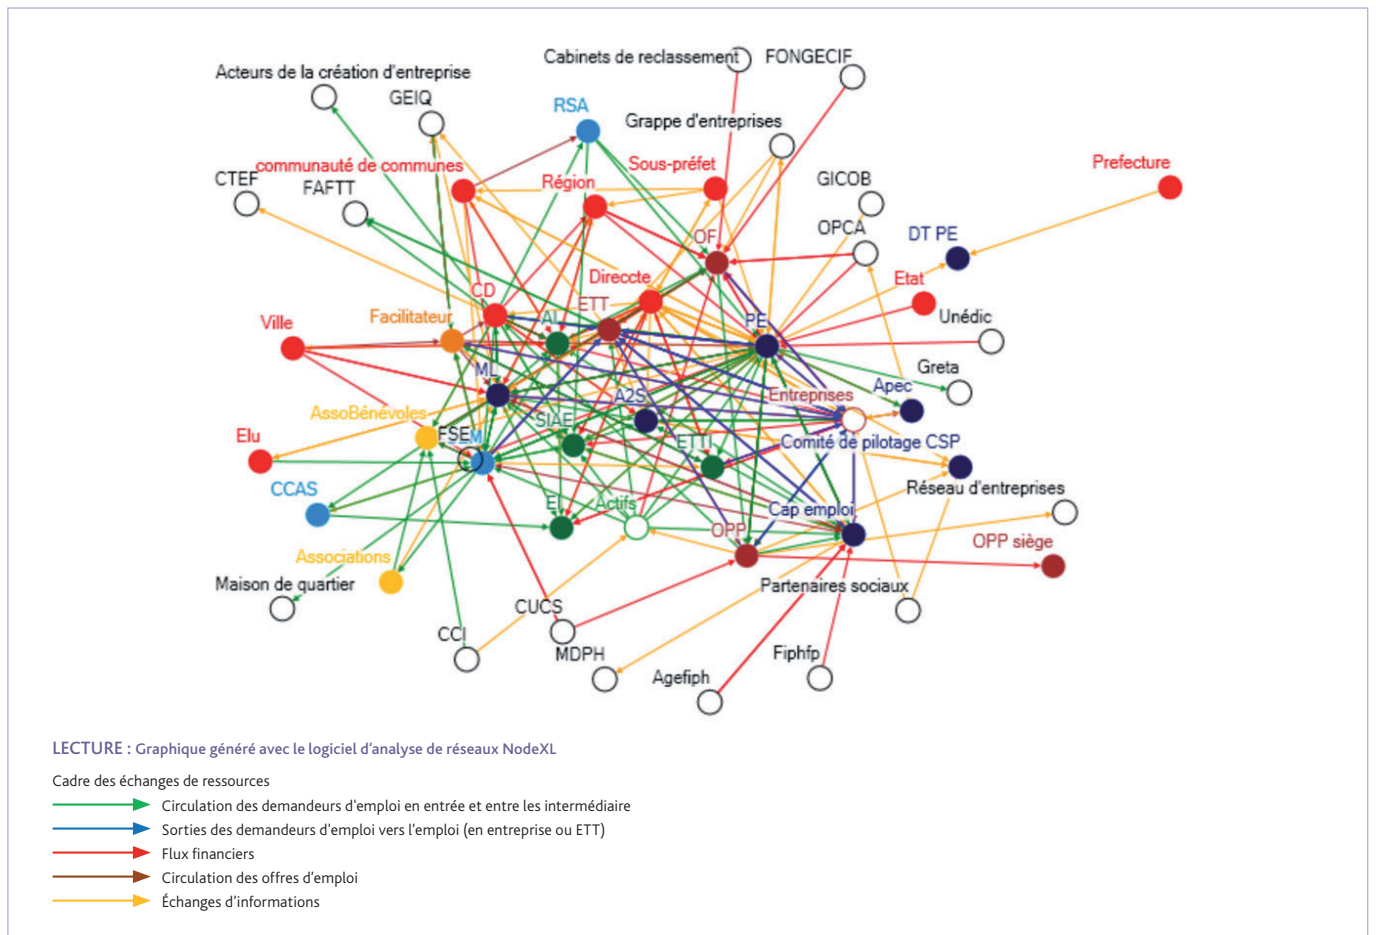 Cabinets de reclassement
FONGECIF
Acteurs de la création d'entreprise
GEIQ
RSA
Grappe d'entreprises
communauté de communes
Sous-préfet
Prefecture
CTEF
FAFTT
Région
GICOB
OPCA
OF
DT PE
Direccte
Etat
CD
ETT
Ville
Facilitateur
AI
PE
Unédic
ML
Greta
A2S
Entreprises
Apec
AssoBénévoles
SIAE
Elu
FSE
ETTI
Comité de pilotage CSP
CCAS
Réseau d'entreprises
EI
Actifs
Cap emploi
OPP
OPP siège
Associations
Maison de quartier
Partenaires sociaux
CUCS
CCI
MDPH
Fiphfp
Agefiph
LECTURE : Graphique généré avec le logiciel d'analyse de réseaux NodeXL
Cadre des échanges de ressources
Circulation des demandeurs d'emploi en entrée et entre les intermédiaire
Sorties des demandeurs d'emploi vers l'emploi (en entreprise ou ETT)
Flux financiers
Circulation des offres d'emploi
Échanges d'informations